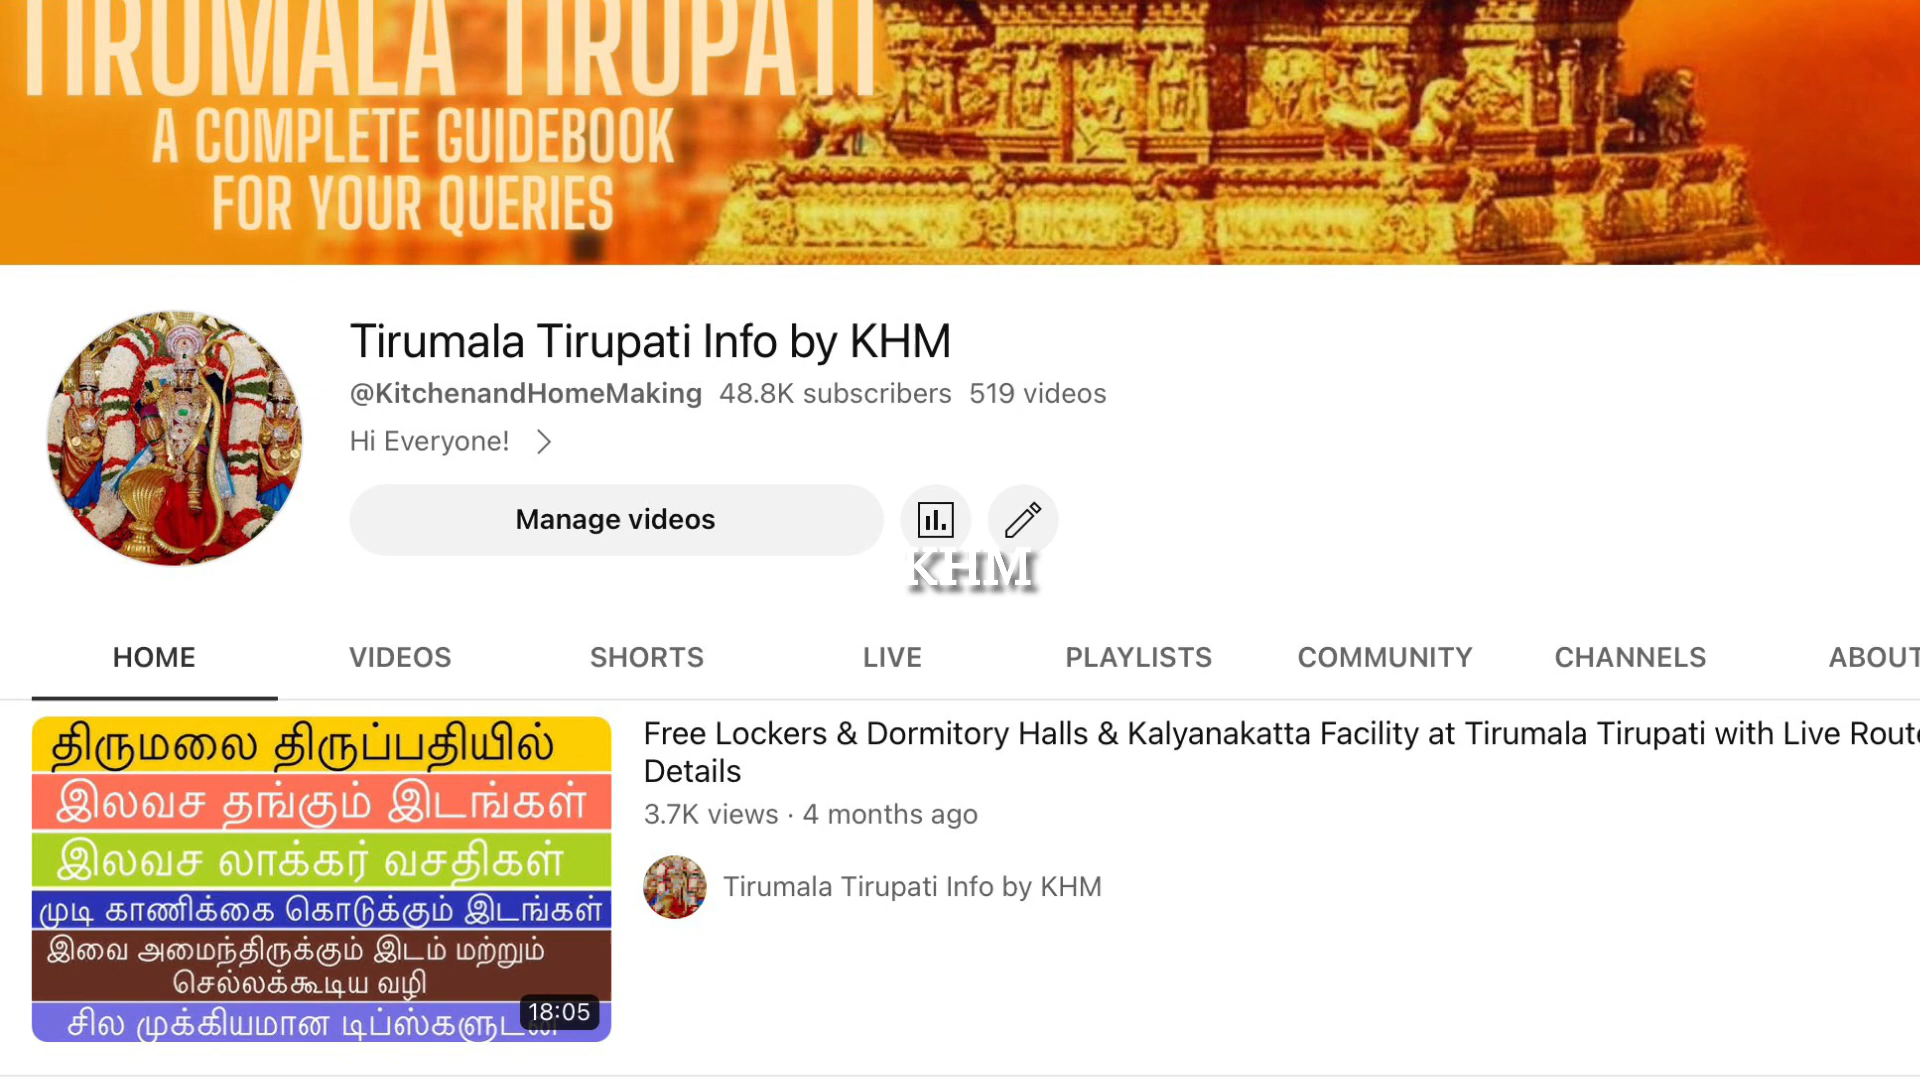 TIRUMALA TIRUPATI
A COMPLETE GUIDEBOOK
FOR YOUR QUERIES
Tirumala Tirupati Info by KHM
@KitchenandHomeMaking 48.8K subscribers 519 videos
Hi Everyone!
Manage videos
KHM
HOME VIDEOS SHORTS LIVE PLAYLISTS COMMUNITY CHANNELS ABOUT
திருமலை திருப்பதியில்
இலவச தங்கும் இடங்கள்
இலவச லாக்கர் வசதிகள்
முடி காணிக்கை கொடுக்கும் இடங்கள்
இவை அமைந்திருக்கும் இடம் மற்றும்
செல்லக்கூடிய வழி
சில முக்கியமான டிப்ஸ்களுடன்
18:05
Free Lockers & Dormitory Halls & Kalyanakatta Facility at Tirumala Tirupati with Live Route
Details
3.7K views · 4 months ago
Tirumala Tirupati Info by KHM